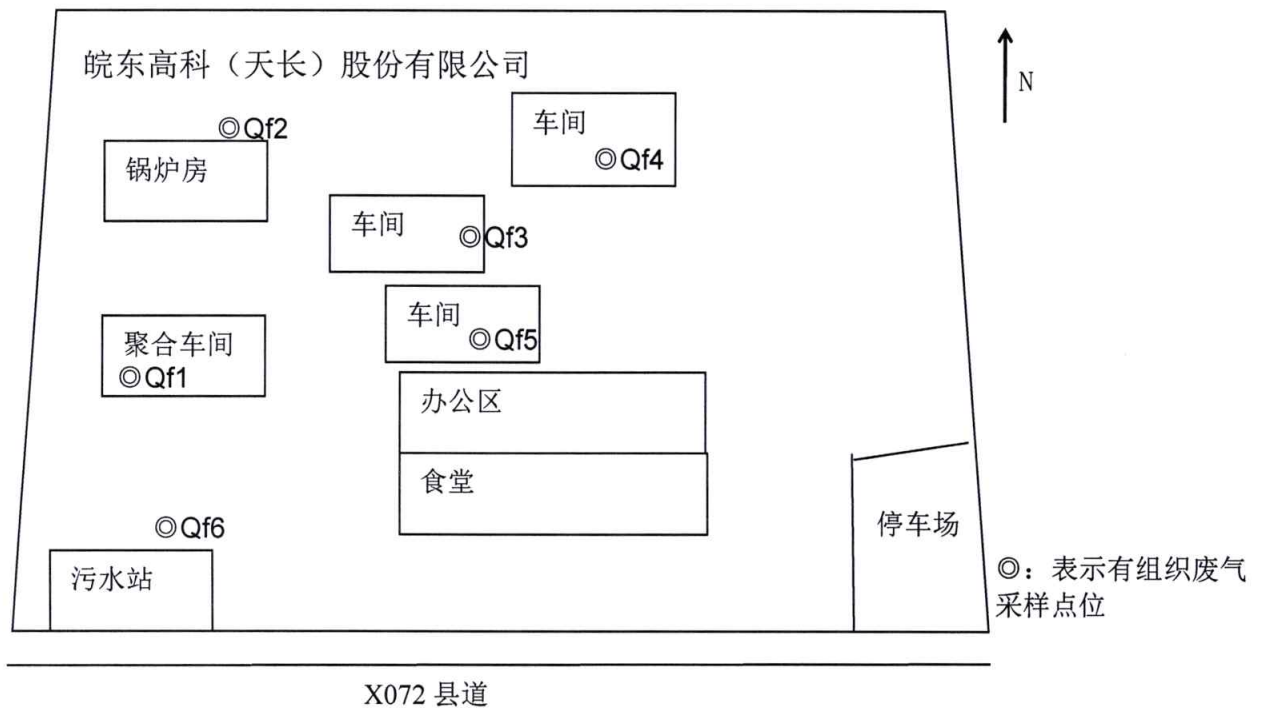 皖东高科（天长）股份有限公司
N
◎Qf2
车间
◎Qf4
锅炉房
车间
◎Qf3
车间
◎Qf5
聚合车间
◎Qf1
办公区
食堂
◎Qf6
停车场
污水站
◎：表示有组织废气
采样点位
X072 县道